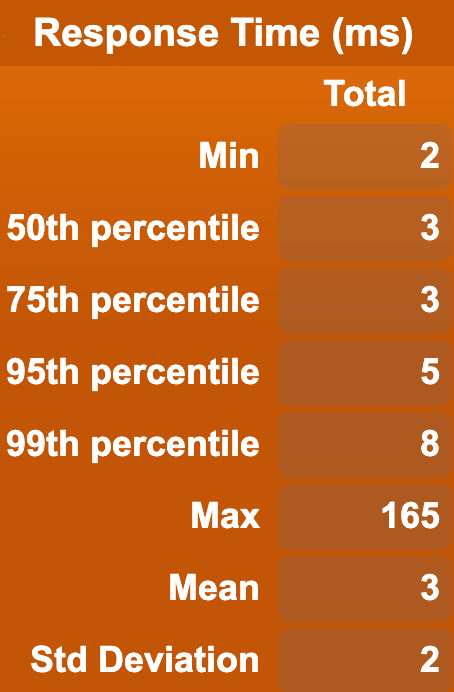 Response Time (ms)
Total
Min 2
50th percentile 3
75th percentile 3
95th percentile 5
99th percentile 8
Max 165
Mean 3
Std Deviation 2